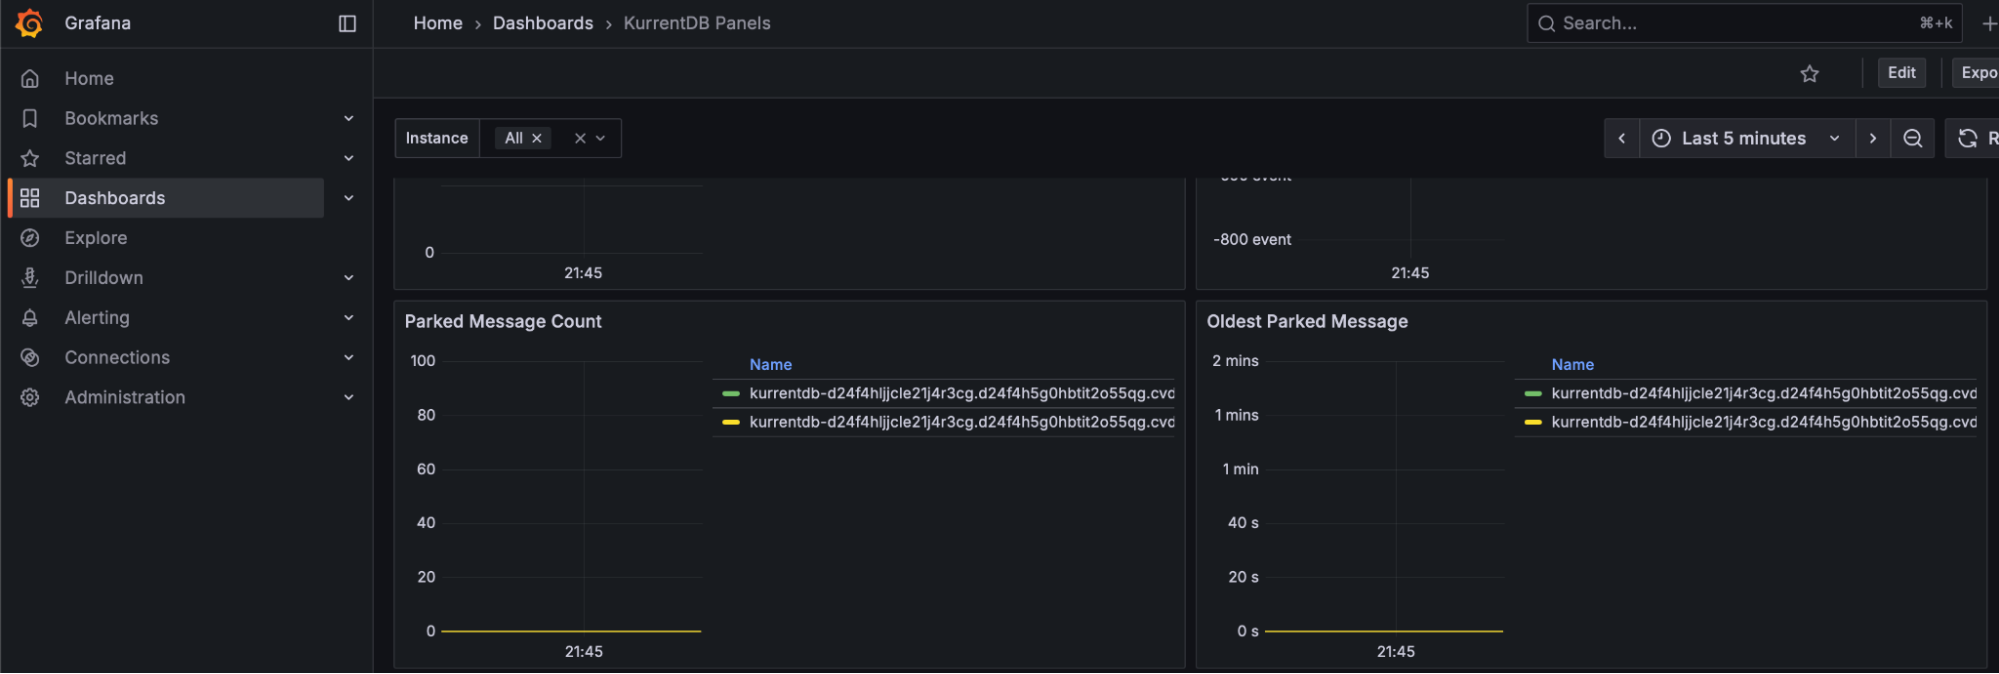 Grafana
Home › Dashboards › KurrentDB Panels
Search...
⌘+k
Home
Bookmarks
Starred
Dashboards
Explore
Drilldown
Alerting
Connections
Administration
Edit
Expo
Instance
All
Last 5 minutes
R
0
21:45
-800 event
21:45
Parked Message Count
100
80
60
40
20
0
21:45
Name
kurrentdb-d24f4hljjcle21j4r3cg.d24f4h5g0hbtit2o55qg.cvd
kurrentdb-d24f4hljjcle21j4r3cg.d24f4h5g0hbtit2o55qg.cvd
Oldest Parked Message
2 mins
1 mins
1 min
40 s
20 s
0 s
21:45
Name
kurrentdb-d24f4hljjcle21j4r3cg.d24f4h5g0hbtit2o55qg.cvd
kurrentdb-d24f4hljjcle21j4r3cg.d24f4h5g0hbtit2o55qg.cvd